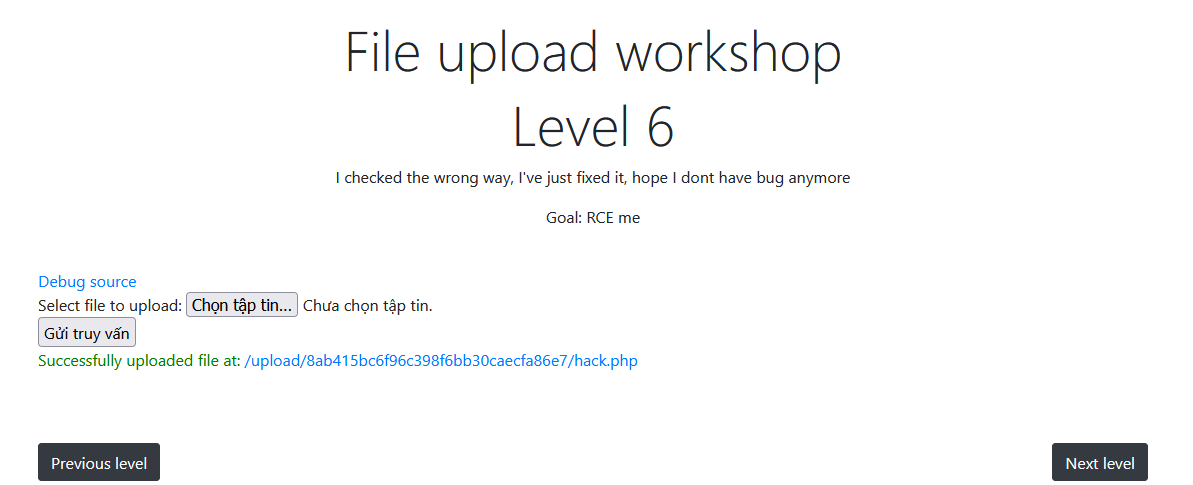 File upload workshop
Level 6
I checked the wrong way, I've just fixed it, hope I dont have bug anymore
Goal: RCE me
Debug source
Select file to upload: Chọn tập tin... Chưa chọn tập tin.
Gửi truy vấn
Successfully uploaded file at: /upload/8ab415bc6f96c398f6bb30caecfa86e7/hack.php
Previous level Next level